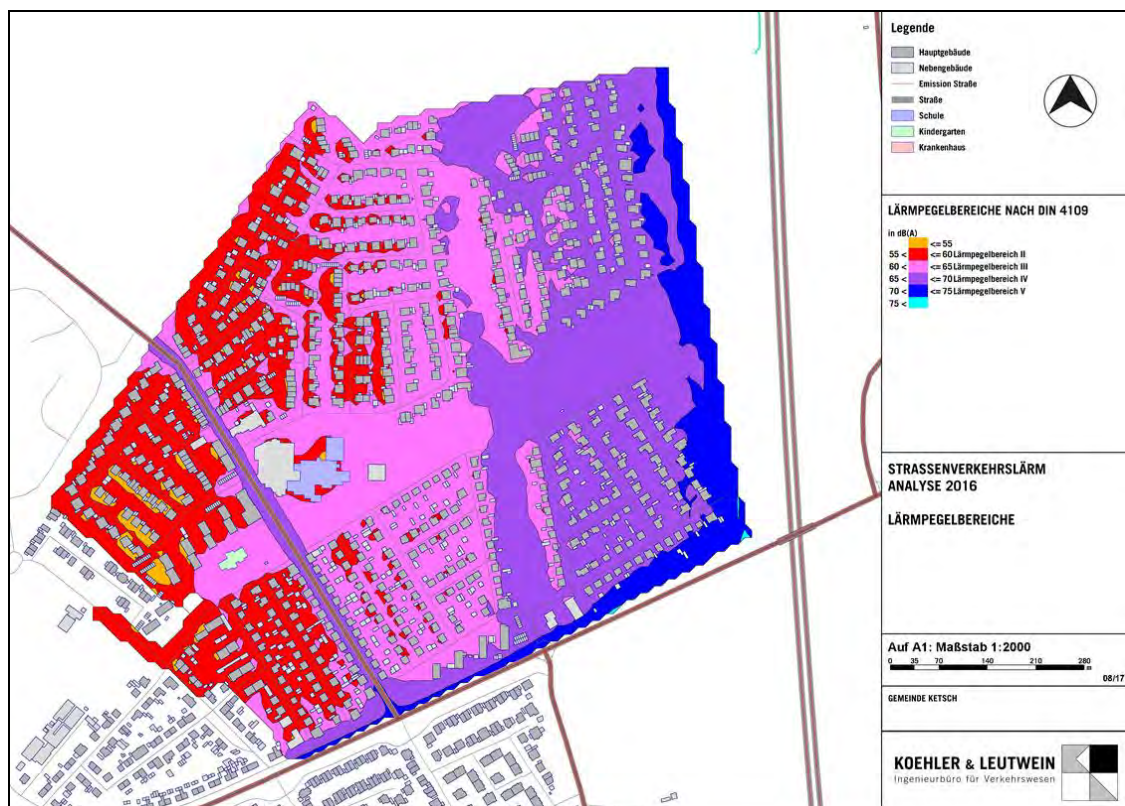 Legende
Hauptgebäude
Nebengebäude
Emission Straße
Straße
Schule
Kindergarten
Krankenhaus
LÄRMPEGELBEREICHE NACH DIN 4109
in dB(A)
<= 55
55 < <= 60 Lärmpegelbereich II
60 < <= 65 Lärmpegelbereich III
65 < <= 70 Lärmpegelbereich IV
70 < <= 75 Lärmpegelbereich V
75 <
STRASSENVERKEHRSLÄRM
ANALYSE 2016
LÄRMPEGELBEREICHE
Auf A1: Maßstab 1:2000
0 35 70 140 210 280 m
08/17
GEMEINDE KETSCH
KOEHLER & LEUTWEIN
Ingenieurbüro für Verkehrswesen